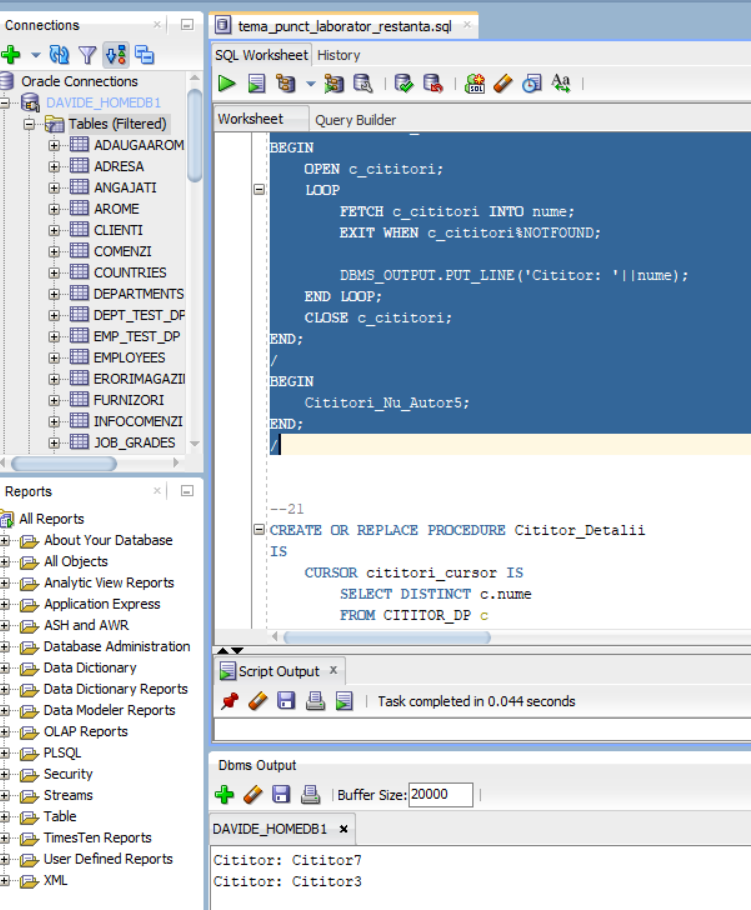 Connections
Oracle Connections
DAVIDE_HOMEDB1
Tables (Filtered)
ADAUGAAROM
ADRESA
ANGAJATI
AROME
CLIENTI
COMENZI
COUNTRIES
DEPARTMENTS
DEPT_TEST_DP
EMP_TEST_DP
EMPLOYEES
ERORIMAGAZI
FURNIZORI
INFOCOMENZI
JOB_GRADES
Reports
All Reports
About Your Database
All Objects
Analytic View Reports
Application Express
ASH and AWR
Database Administration
Data Dictionary
Data Dictionary Reports
Data Modeler Reports
OLAP Reports
PLSQL
Security
Streams
Table
TimesTen Reports
User Defined Reports
XML
tema_punct_laborator_restanta.sql
SQL Worksheet History
Worksheet Query Builder
BEGIN
OPEN c_cititori;
LOOP
FETCH c_cititori INTO nume;
EXIT WHEN c_cititori%NOTFOUND;
DBMS_OUTPUT.PUT_LINE('Cititor: '||nume);
END LOOP;
CLOSE c_cititori;
END;
/
BEGIN
Cititori_Nu_Autor5;
END;
/
--21
CREATE OR REPLACE PROCEDURE Cititor_Detalii
IS
CURSOR cititori_cursor IS
SELECT DISTINCT c.nume
FROM CITITOR_DP c
Script Output
Task completed in 0.044 seconds
Dbms Output
Buffer Size: 20000
DAVIDE_HOMEDB1
Cititor: Cititor7
Cititor: Cititor3